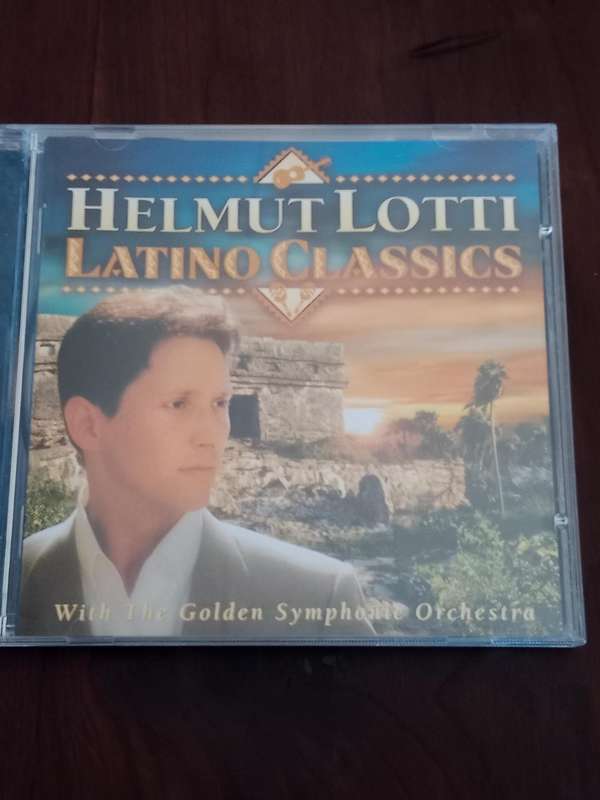 HELMUT LOTTI
LATINO CLASSICS
With The Golden Symphonic Orchestra